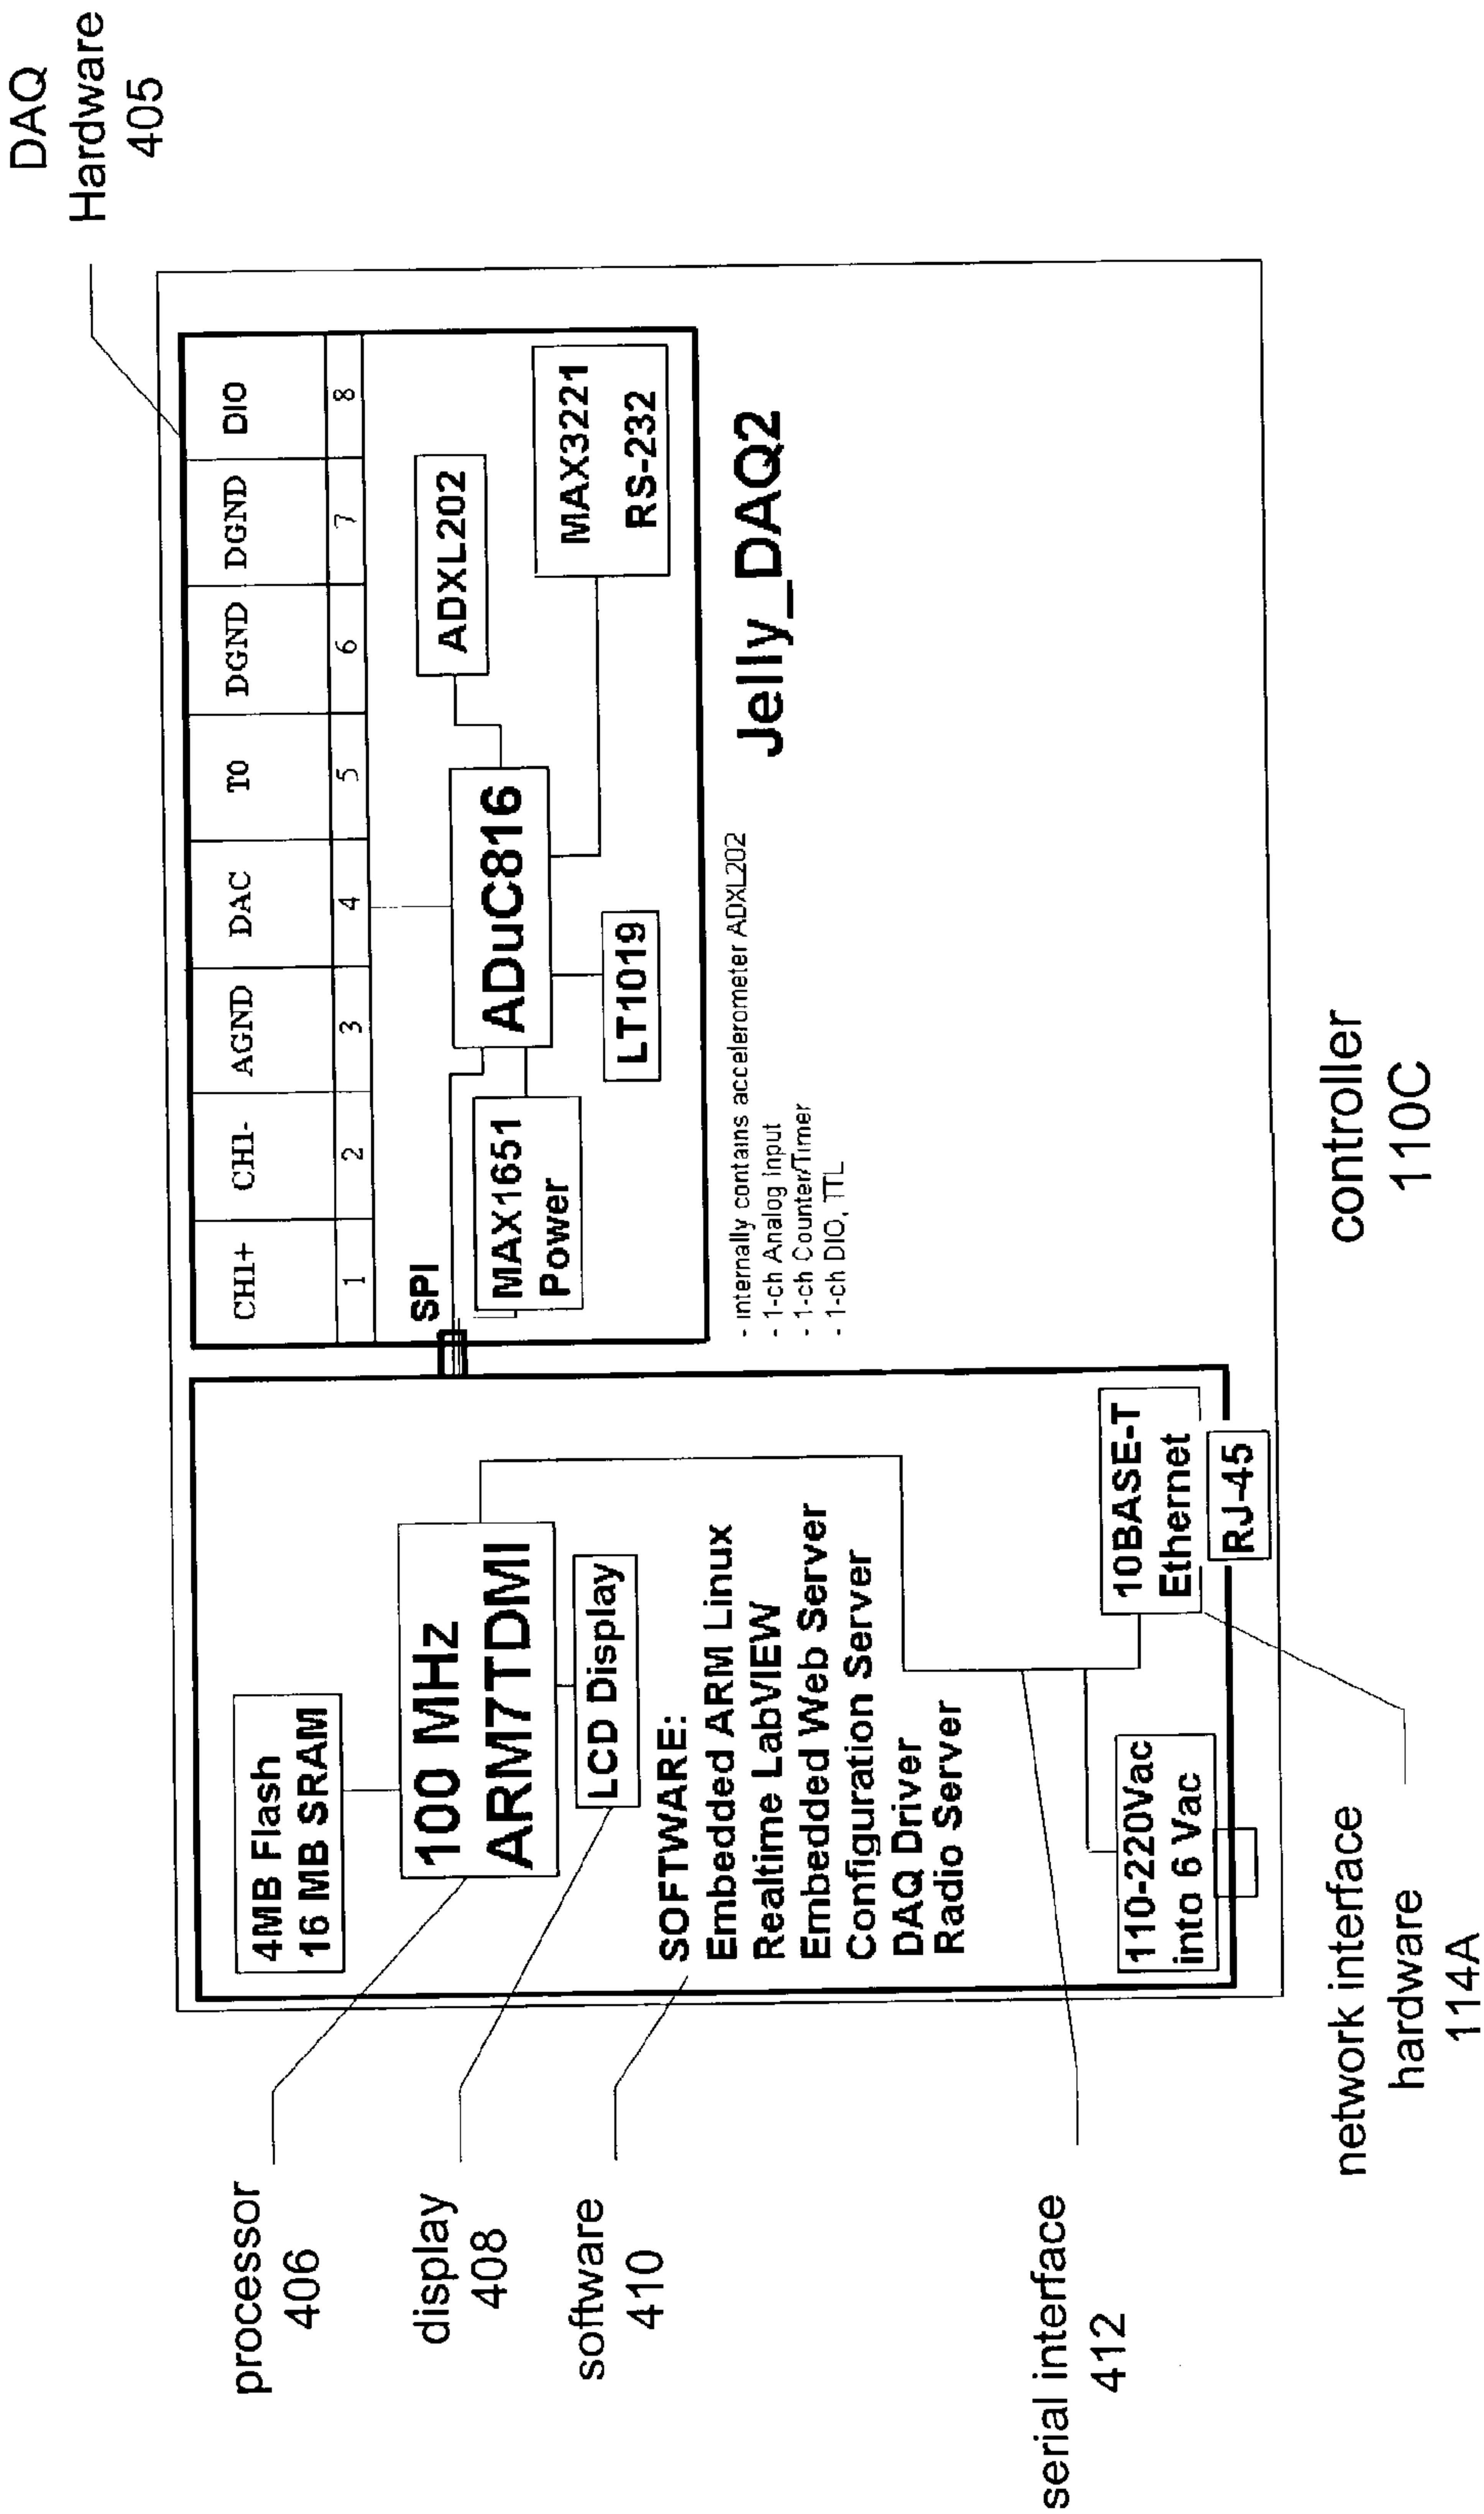 DAQ
Hardware
405
CH1+ CH1- AGND DAC T0 DGND DGND DIO
1 2 3 4 5 6 7 8
SPI
ADXL202
MAX1651
Power
ADuC816
MAX3221
RS-232
LT1019
- internally contains accelerometer ADXL202
- 1-ch Analog Input
- 1-ch Counter/Timer
- 1-ch DIO, TTL
Jelly_DAQ2
4MB Flash
16 MB SRAM
100 MHz
ARM7TDMI
LCD Display
SOFTWARE:
Embedded ARM Linux
Realtime LabVIEW
Embedded Web Server
Configuration Server
DAQ Driver
Radio Server
110-220Vac
into 6 Vac
10BASE-T
Ethernet
RJ-45
processor
406
display
408
software
410
serial interface
412
network interface
hardware
114A
controller
110C